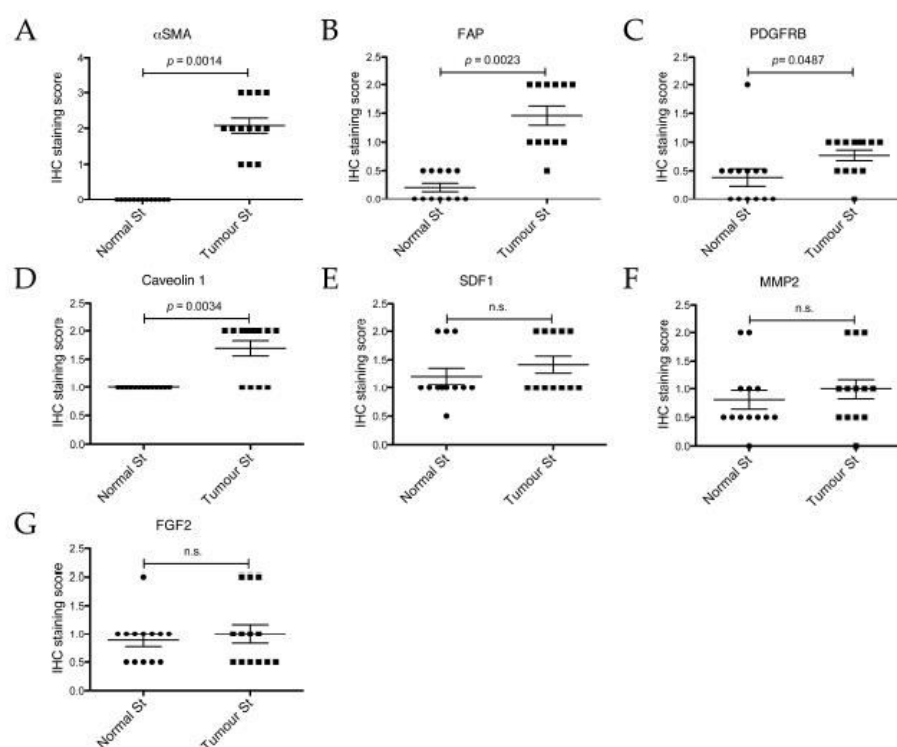 A
αSMA
p = 0.0014
IHC staining score
4
3
2
1
0
Normal St
Tumour St
B
FAP
p = 0.0023
IHC staining score
2.5
2.0
1.5
1.0
0.5
0.0
Normal St
Tumour St
C
PDGFRB
p= 0.0487
IHC staining score
2.5
2.0
1.5
1.0
0.5
0.0
Normal St
Tumour St
D
Caveolin 1
p = 0.0034
IHC staining score
2.5
2.0
1.5
1.0
0.5
0.0
Normal St
Tumour St
E
SDF1
n.s.
IHC staining score
2.5
2.0
1.5
1.0
0.5
0.0
Normal St
Tumour St
F
MMP2
n.s.
IHC staining score
2.5
2.0
1.5
1.0
0.5
0.0
Normal St
Tumour St
G
FGF2
n.s.
IHC staining score
2.5
2.0
1.5
1.0
0.5
0.0
Normal St
Tumour St